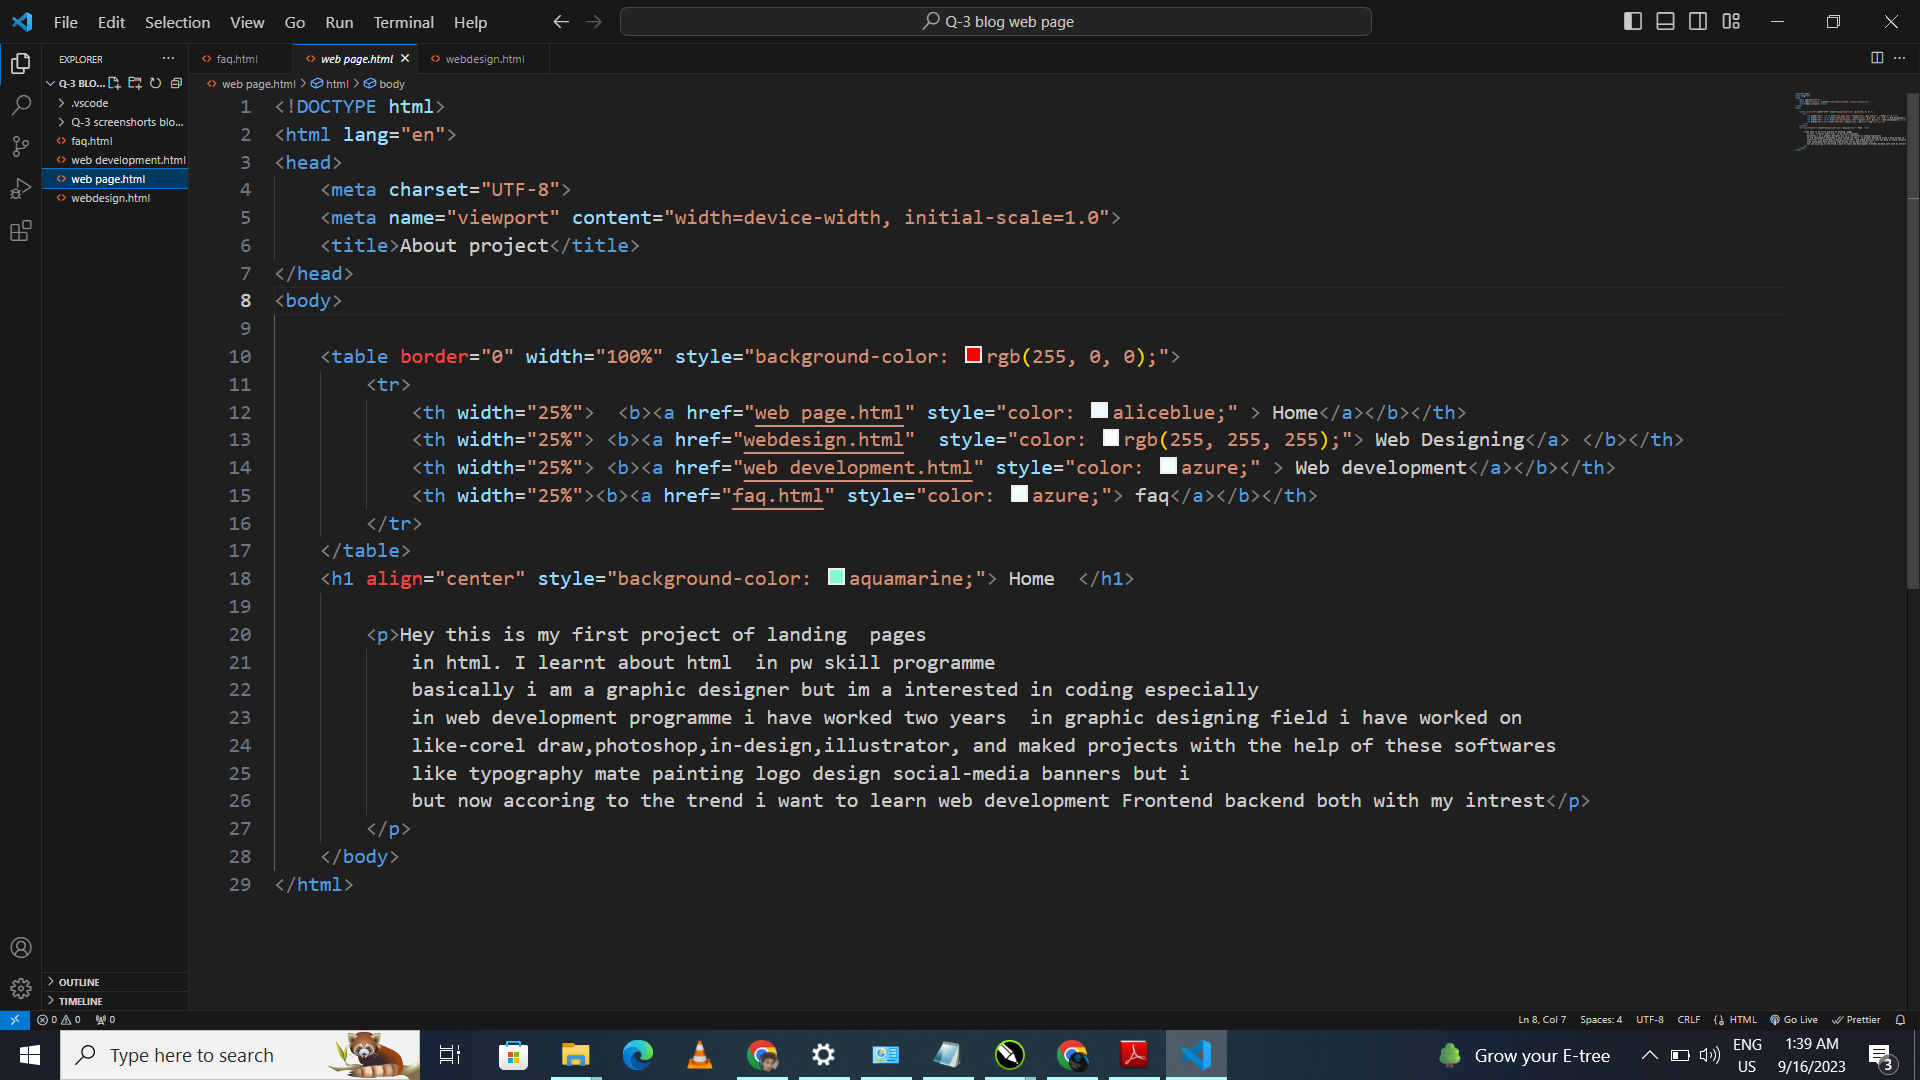 File Edit Selection View Go Run Terminal Help
Q-3 blog web page
EXPLORER
faq.html
web page.html
webdesign.html
Q-3 BLO...
web page.html > html > body
.vscode
Q-3 screenshorts blo...
faq.html
web development.html
web page.html
webdesign.html
1 <!DOCTYPE html>
2 <html lang="en">
3 <head>
4 <meta charset="UTF-8">
5 <meta name="viewport" content="width=device-width, initial-scale=1.0">
6 <title>About project</title>
7 </head>
8 <body>
9
10 <table border="0" width="100%" style="background-color: rgb(255, 0, 0);">
11 <tr>
12 <th width="25%">  <b><a href="web page.html" style="color: aliceblue;" > Home</a></b></th>
13 <th width="25%"> <b><a href="webdesign.html"  style="color: rgb(255, 255, 255);"> Web Designing</a> </b></th>
14 <th width="25%"> <b><a href="web development.html" style="color: azure;" > Web development</a></b></th>
15 <th width="25%"><b><a href="faq.html" style="color: azure;"> faq</a></b></th>
16 </tr>
17 </table>
18 <h1 align="center" style="background-color: aquamarine;"> Home  </h1>
19
20 <p>Hey this is my first project of landing  pages
21 in html. I learnt about html  in pw skill programme
22 basically i am a graphic designer but im a interested in coding especially
23 in web development programme i have worked two years  in graphic designing field i have worked on
24 like-corel draw,photoshop,in-design,illustrator, and maked projects with the help of these softwares
25 like typography mate painting logo design social-media banners but i
26 but now accoring to the trend i want to learn web development Frontend backend both with my intrest</p>
27 </p>
28 </body>
29 </html>
OUTLINE
TIMELINE
0 0 0
Ln 8, Col 7 Spaces: 4 UTF-8 CRLF {} HTML Go Live Prettier
Type here to search
Grow your E-tree
ENG
US
1:39 AM
9/16/2023
3